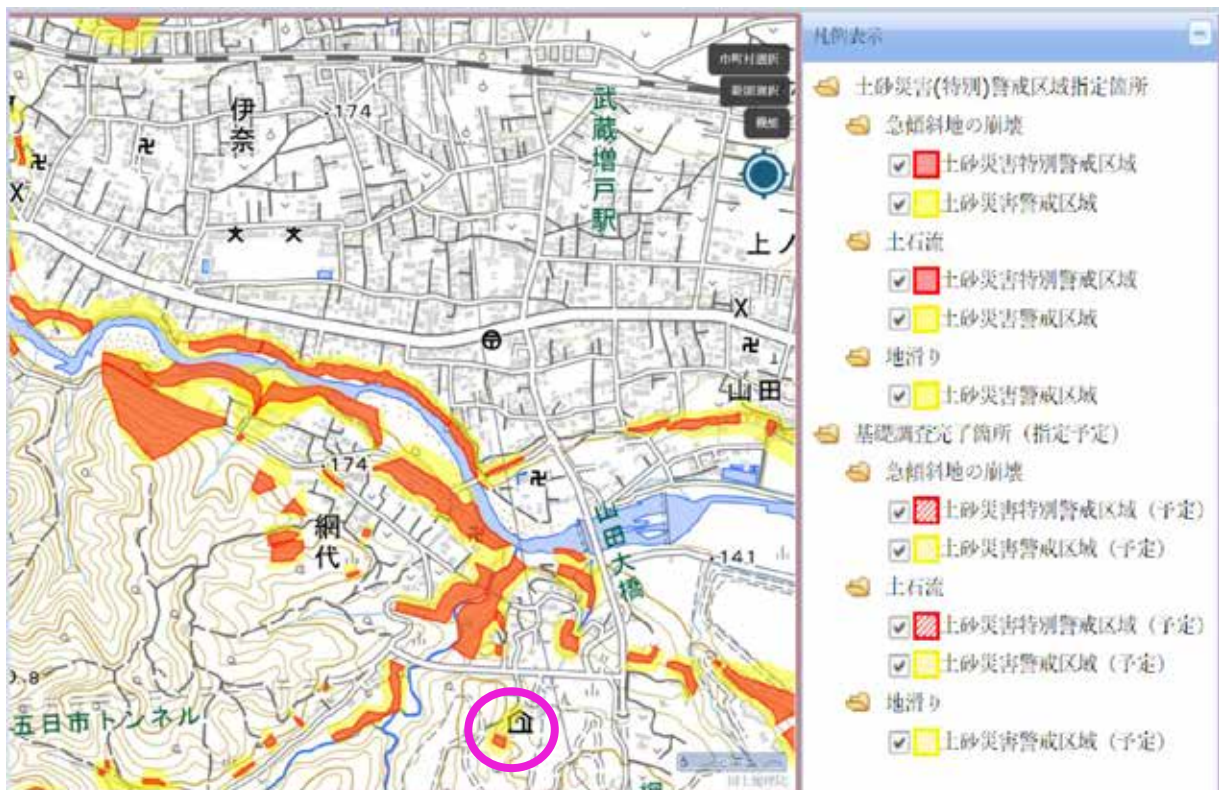 伊奈
174
武蔵増戸駅
市町村選択
機能
上ノ
山田
174
網代
山田大橋
141
五日市トンネル
凡例表示
土砂災害(特別)警戒区域指定箇所
急傾斜地の崩壊
土砂災害特別警戒区域
土砂災害警戒区域
土石流
土砂災害特別警戒区域
土砂災害警戒区域
地滑り
土砂災害警戒区域
基礎調査完了箇所（指定予定）
急傾斜地の崩壊
土砂災害特別警戒区域（予定）
土砂災害警戒区域（予定）
土石流
土砂災害特別警戒区域（予定）
土砂災害警戒区域（予定）
地滑り
土砂災害警戒区域（予定）